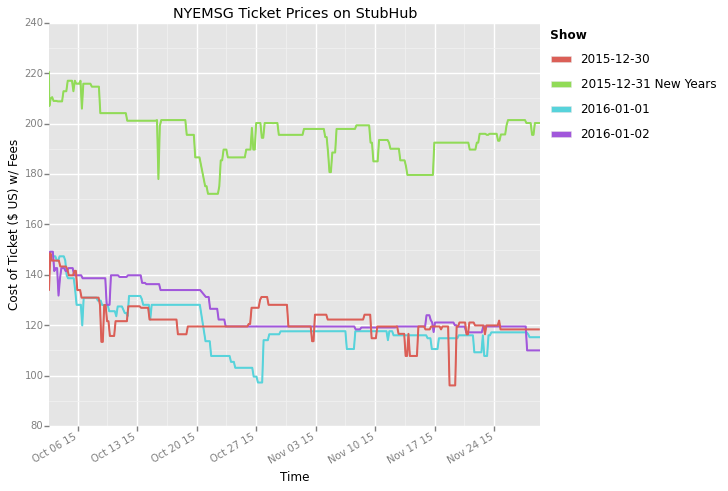 NYEMSG Ticket Prices on StubHub
240
220
200
180
160
140
120
100
80
Cost of Ticket ($ US) w/ Fees
Oct 06 15
Oct 13 15
Oct 20 15
Oct 27 15
Nov 03 15
Nov 10 15
Nov 17 15
Nov 24 15
Time
Show
2015-12-30
2015-12-31 New Years
2016-01-01
2016-01-02